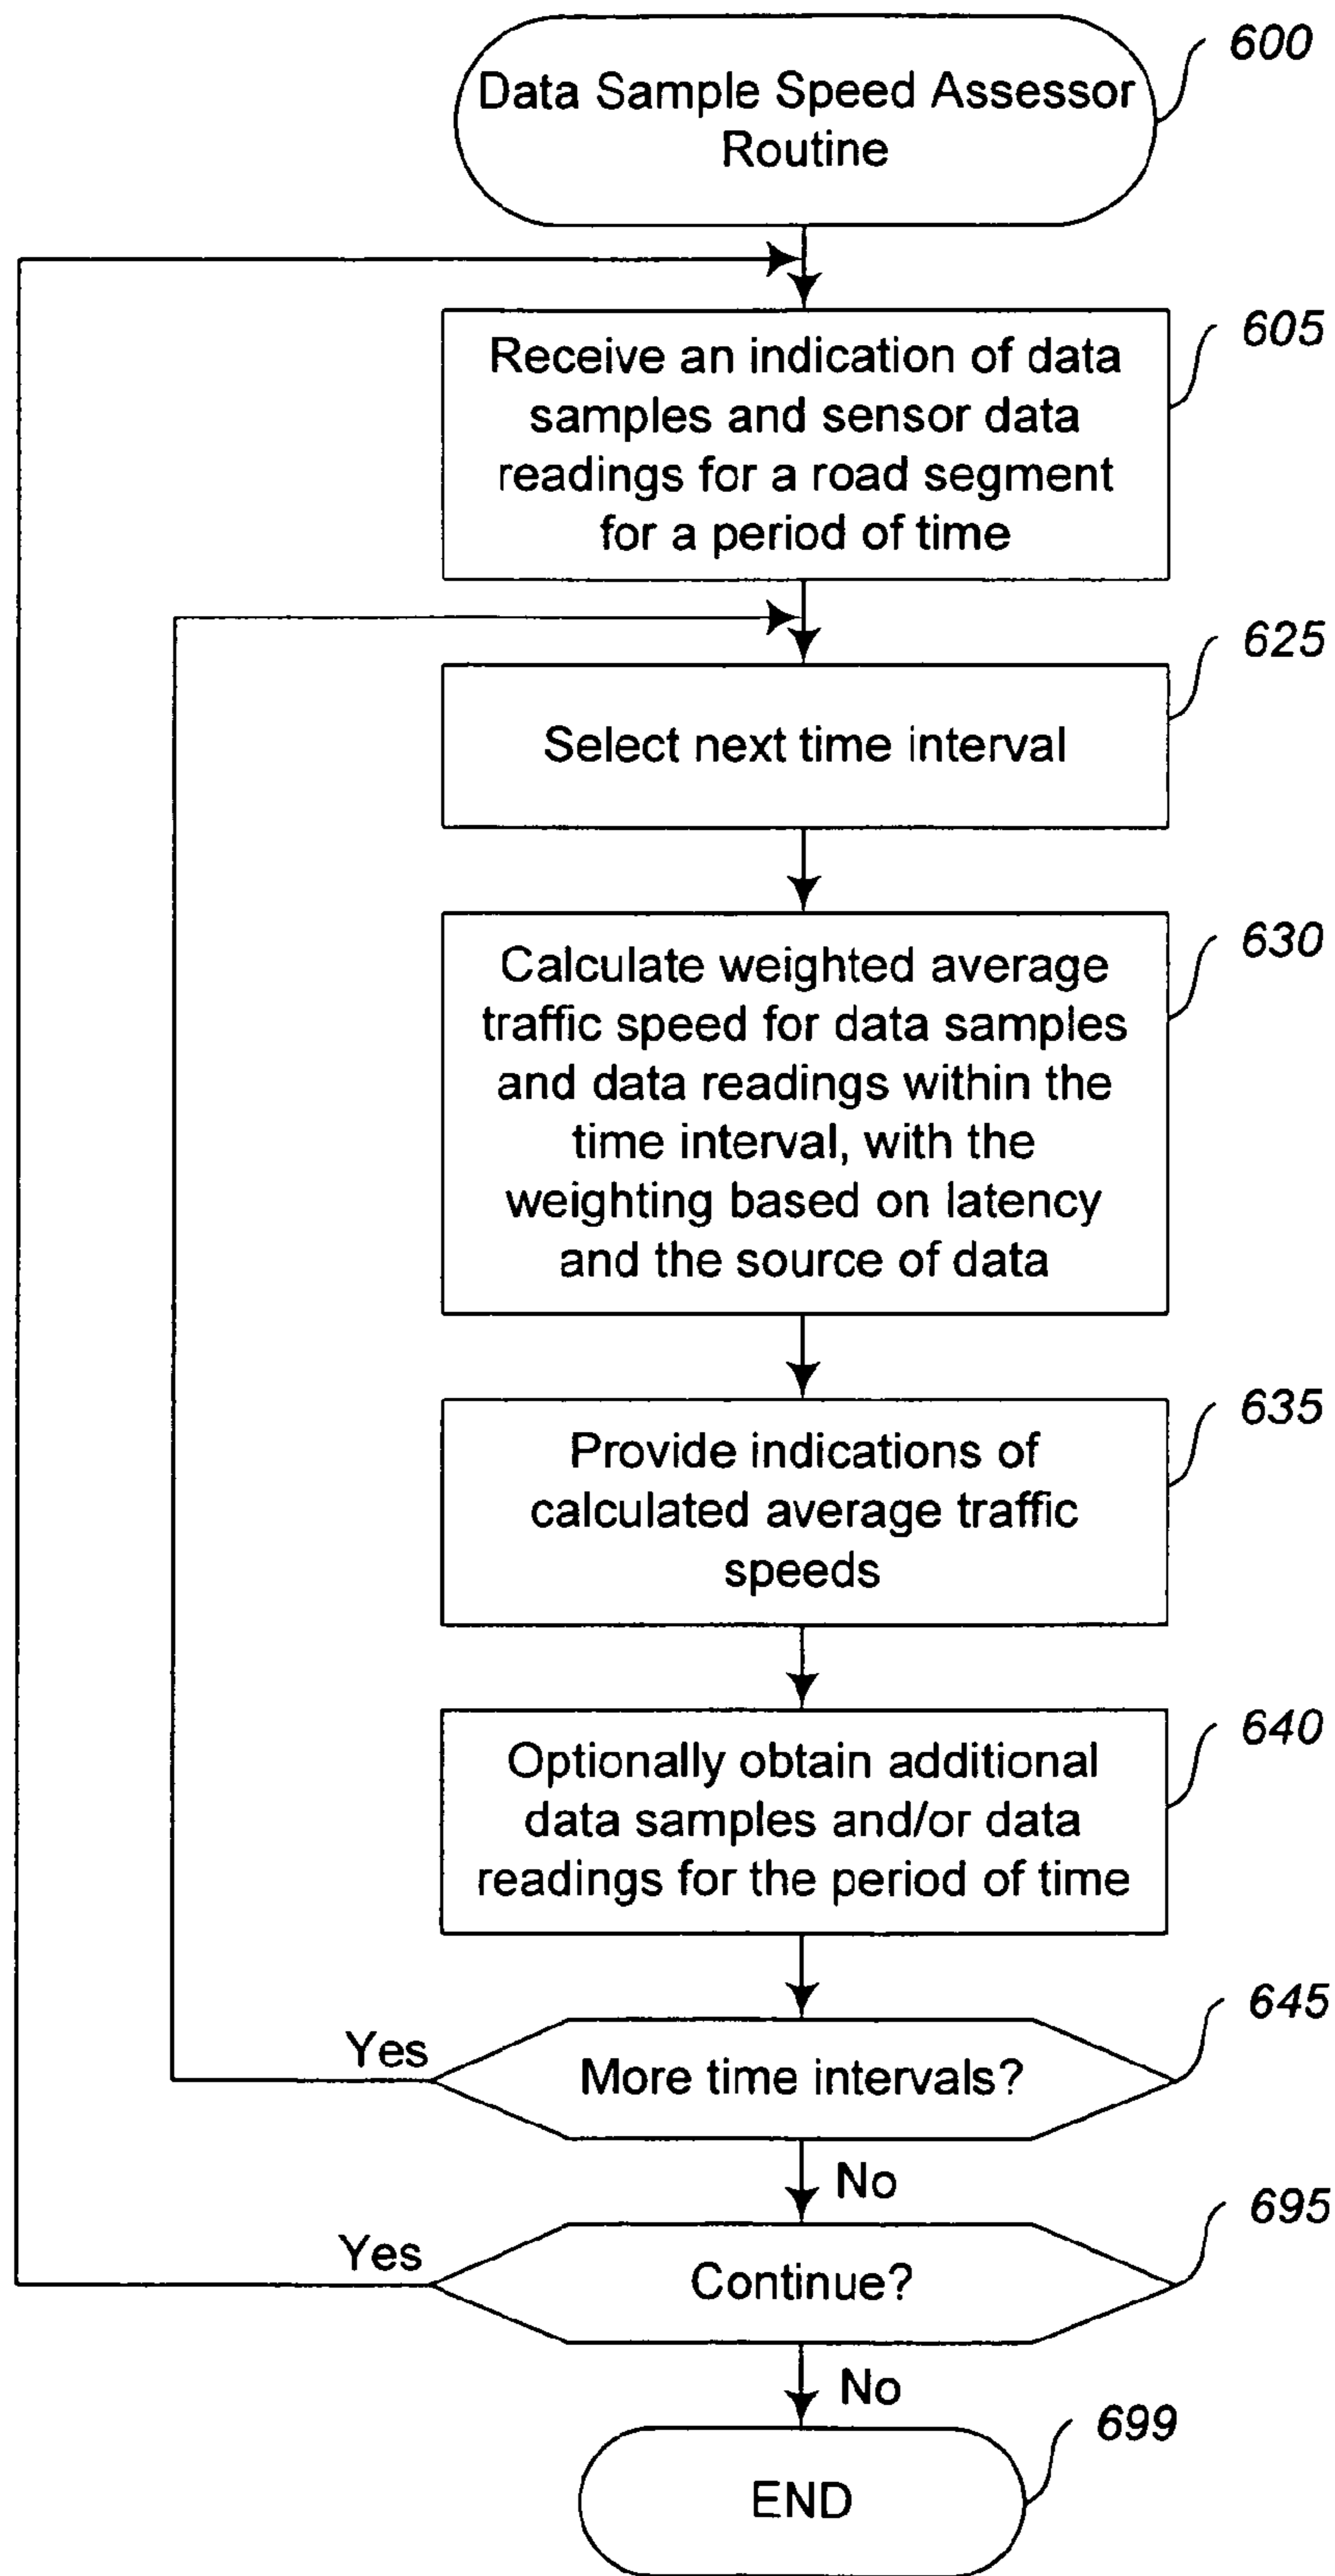 Data Sample Speed Assessor
Routine
600
Receive an indication of data
samples and sensor data
readings for a road segment
for a period of time
605
Select next time interval
625
Calculate weighted average
traffic speed for data samples
and data readings within the
time interval, with the
weighting based on latency
and the source of data
630
Provide indications of
calculated average traffic
speeds
635
Optionally obtain additional
data samples and/or data
readings for the period of time
640
More time intervals?
645
Yes
No
Continue?
695
Yes
No
END
699